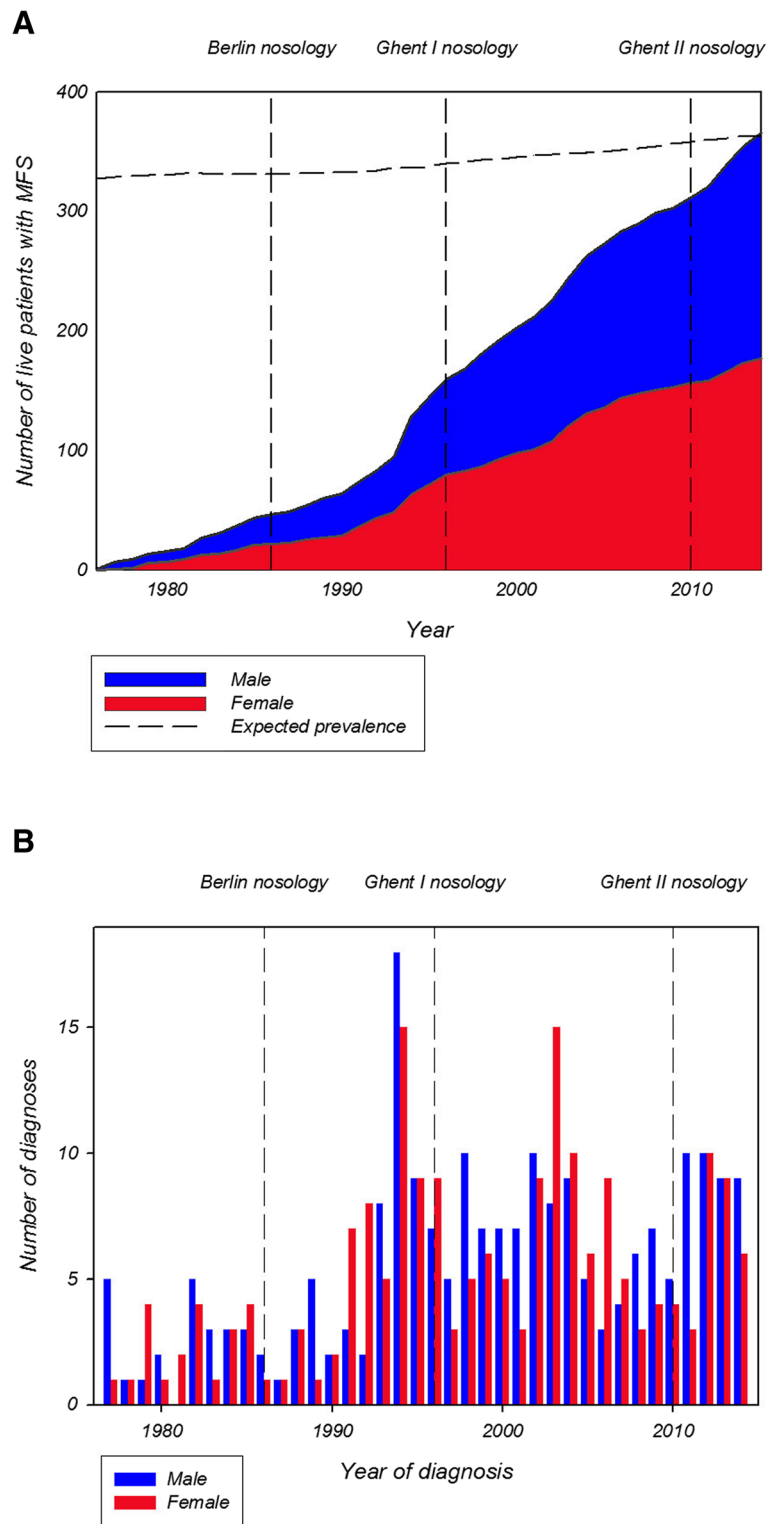 A
Berlin nosology Ghent I nosology Ghent II nosology
400
300
200
100
0
Number of live patients with MFS
1980 1990 2000 2010
Year
Male
Female
Expected prevalence
B
Berlin nosology Ghent I nosology Ghent II nosology
15
10
5
0
Number of diagnoses
1980 1990 2000 2010
Year of diagnosis
Male
Female